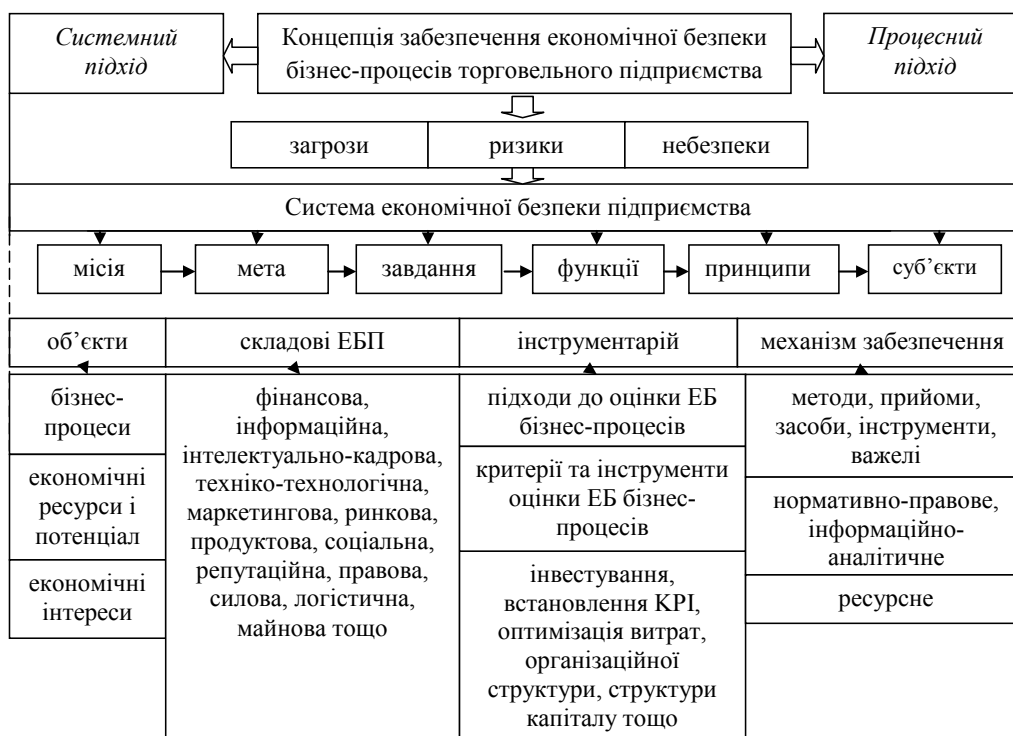 Системний
підхід
Концепція забезпечення економічної безпеки
бізнес-процесів торговельного підприємства
Процесний
підхід
загрози
ризики
небезпеки
Система економічної безпеки підприємства
місія
мета
завдання
функції
принципи
суб’єкти
об’єкти
складові ЕБП
інструментарій
механізм забезпечення
бізнес-
процеси
економічні
ресурси і
потенціал
економічні
інтереси
фінансова,
інформаційна,
інтелектуально-кадрова,
техніко-технологічна,
маркетингова, ринкова,
продуктова, соціальна,
репутаційна, правова,
силова, логістична,
майнова тощо
підходи до оцінки ЕБ
бізнес-процесів
критерії та інструменти
оцінки ЕБ бізнес-
процесів
інвестування,
встановлення KPI,
оптимізація витрат,
організаційної
структури, структури
капіталу тощо
методи, прийоми,
засоби, інструменти,
важелі
нормативно-правове,
інформаційно-
аналітичне
ресурсне